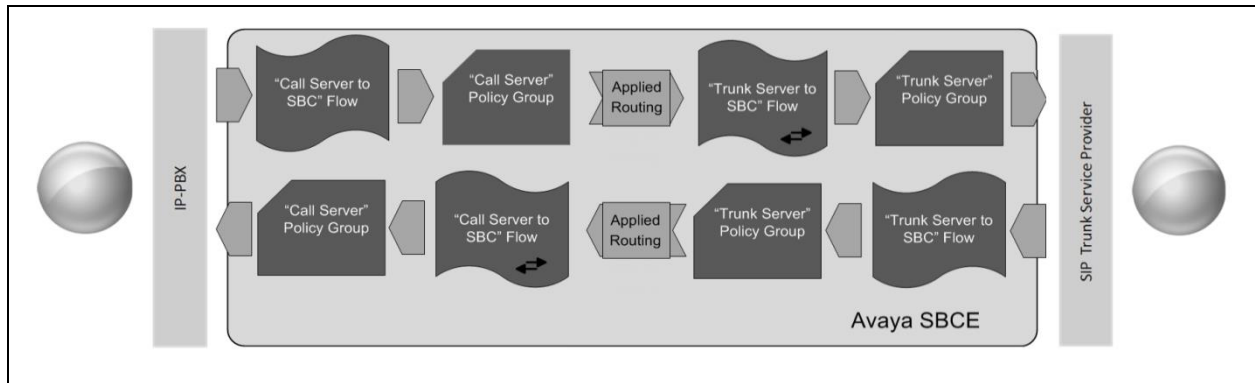 IP-PBX
“Call Server to
SBC” Flow
“Call Server”
Policy Group
Applied
Routing
“Trunk Server to
SBC” Flow
“Trunk Server”
Policy Group
“Call Server”
Policy Group
“Call Server to
SBC” Flow
Applied
Routing
“Trunk Server”
Policy Group
“Trunk Server to
SBC” Flow
Avaya SBCE
SIP Trunk Service Provider